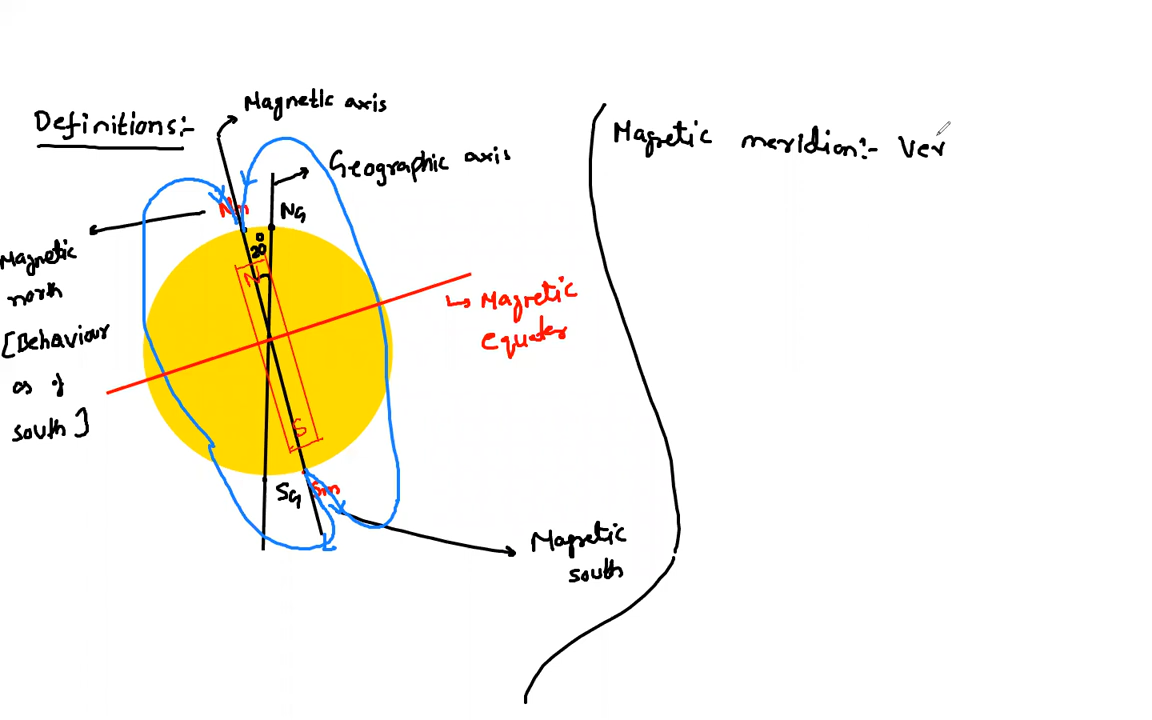 Definitions:-
Magnetic axis
Geographic axis
Nm
NG
20°
N
Magnetic
north
[Behaviour
as of
south]
Magnetic
equator
S
SG
Sm
Magnetic
south
Magnetic meridian:- Ver